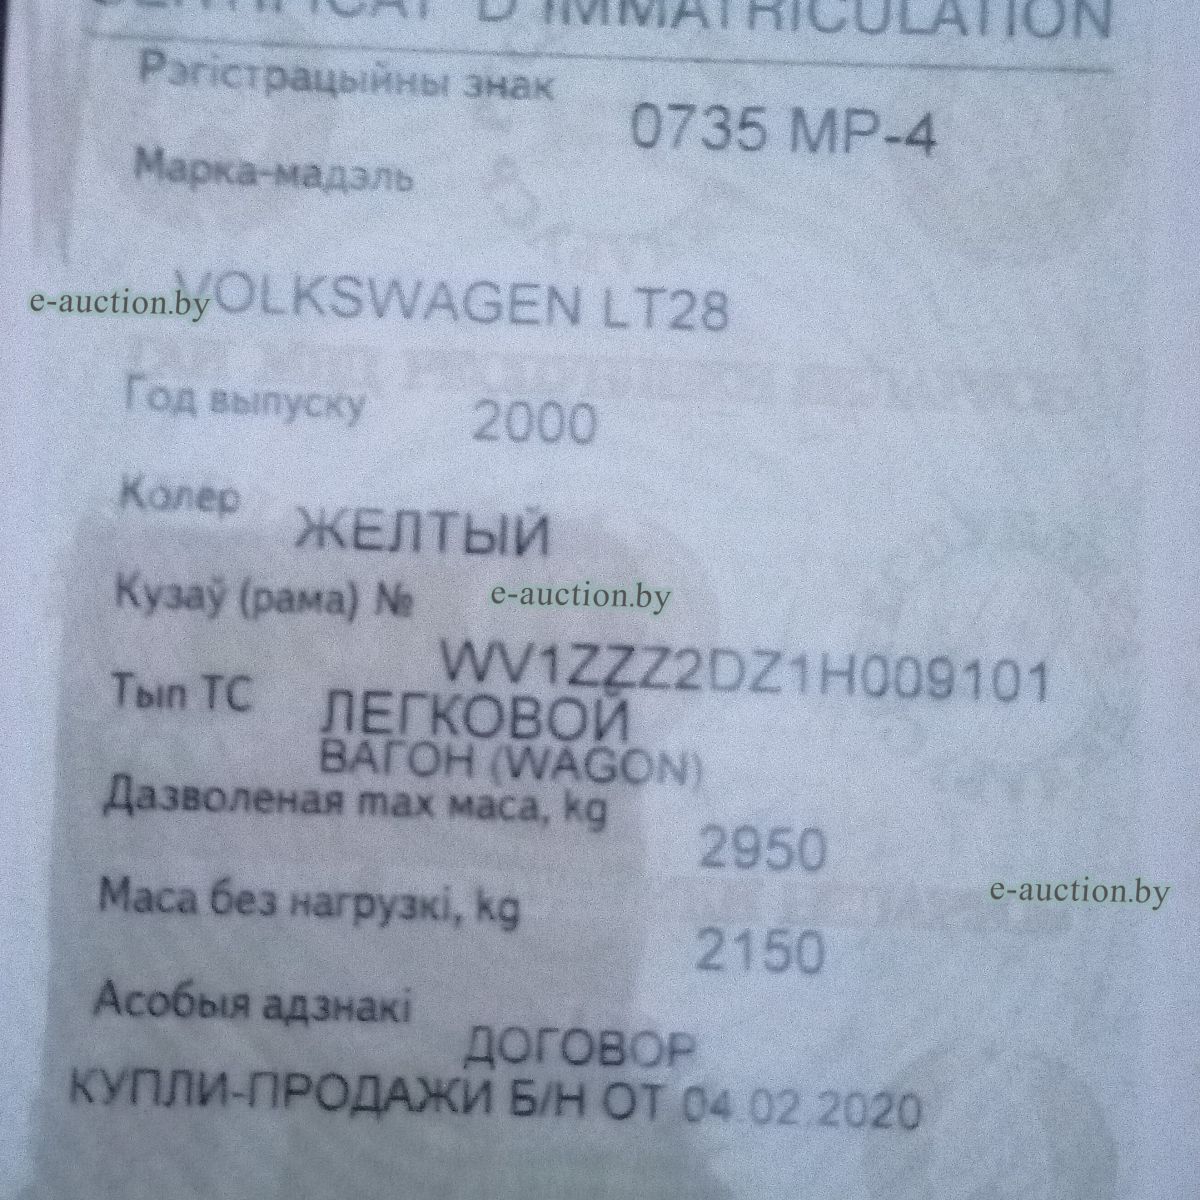 CERTIFICAT D'IMMATRICULATION
Рэгістрацыйны знак
0735 MP-4
Марка-мадэль
VOLKSWAGEN LT28
e-auction.by
Год выпуску 2000
Колер
ЖЕЛТЫЙ
Кузаў (рама) №
e-auction.by
WV1ZZZ2DZ1H009101
Тып ТС ЛЕГКОВОЙ
ВАГОН (WAGON)
Дазволеная max маса, kg
2950
e-auction.by
Маса без нагрузкі, kg
2150
Асобыя адзнакі
ДОГОВОР
КУПЛИ-ПРОДАЖИ Б/Н ОТ 04.02.2020